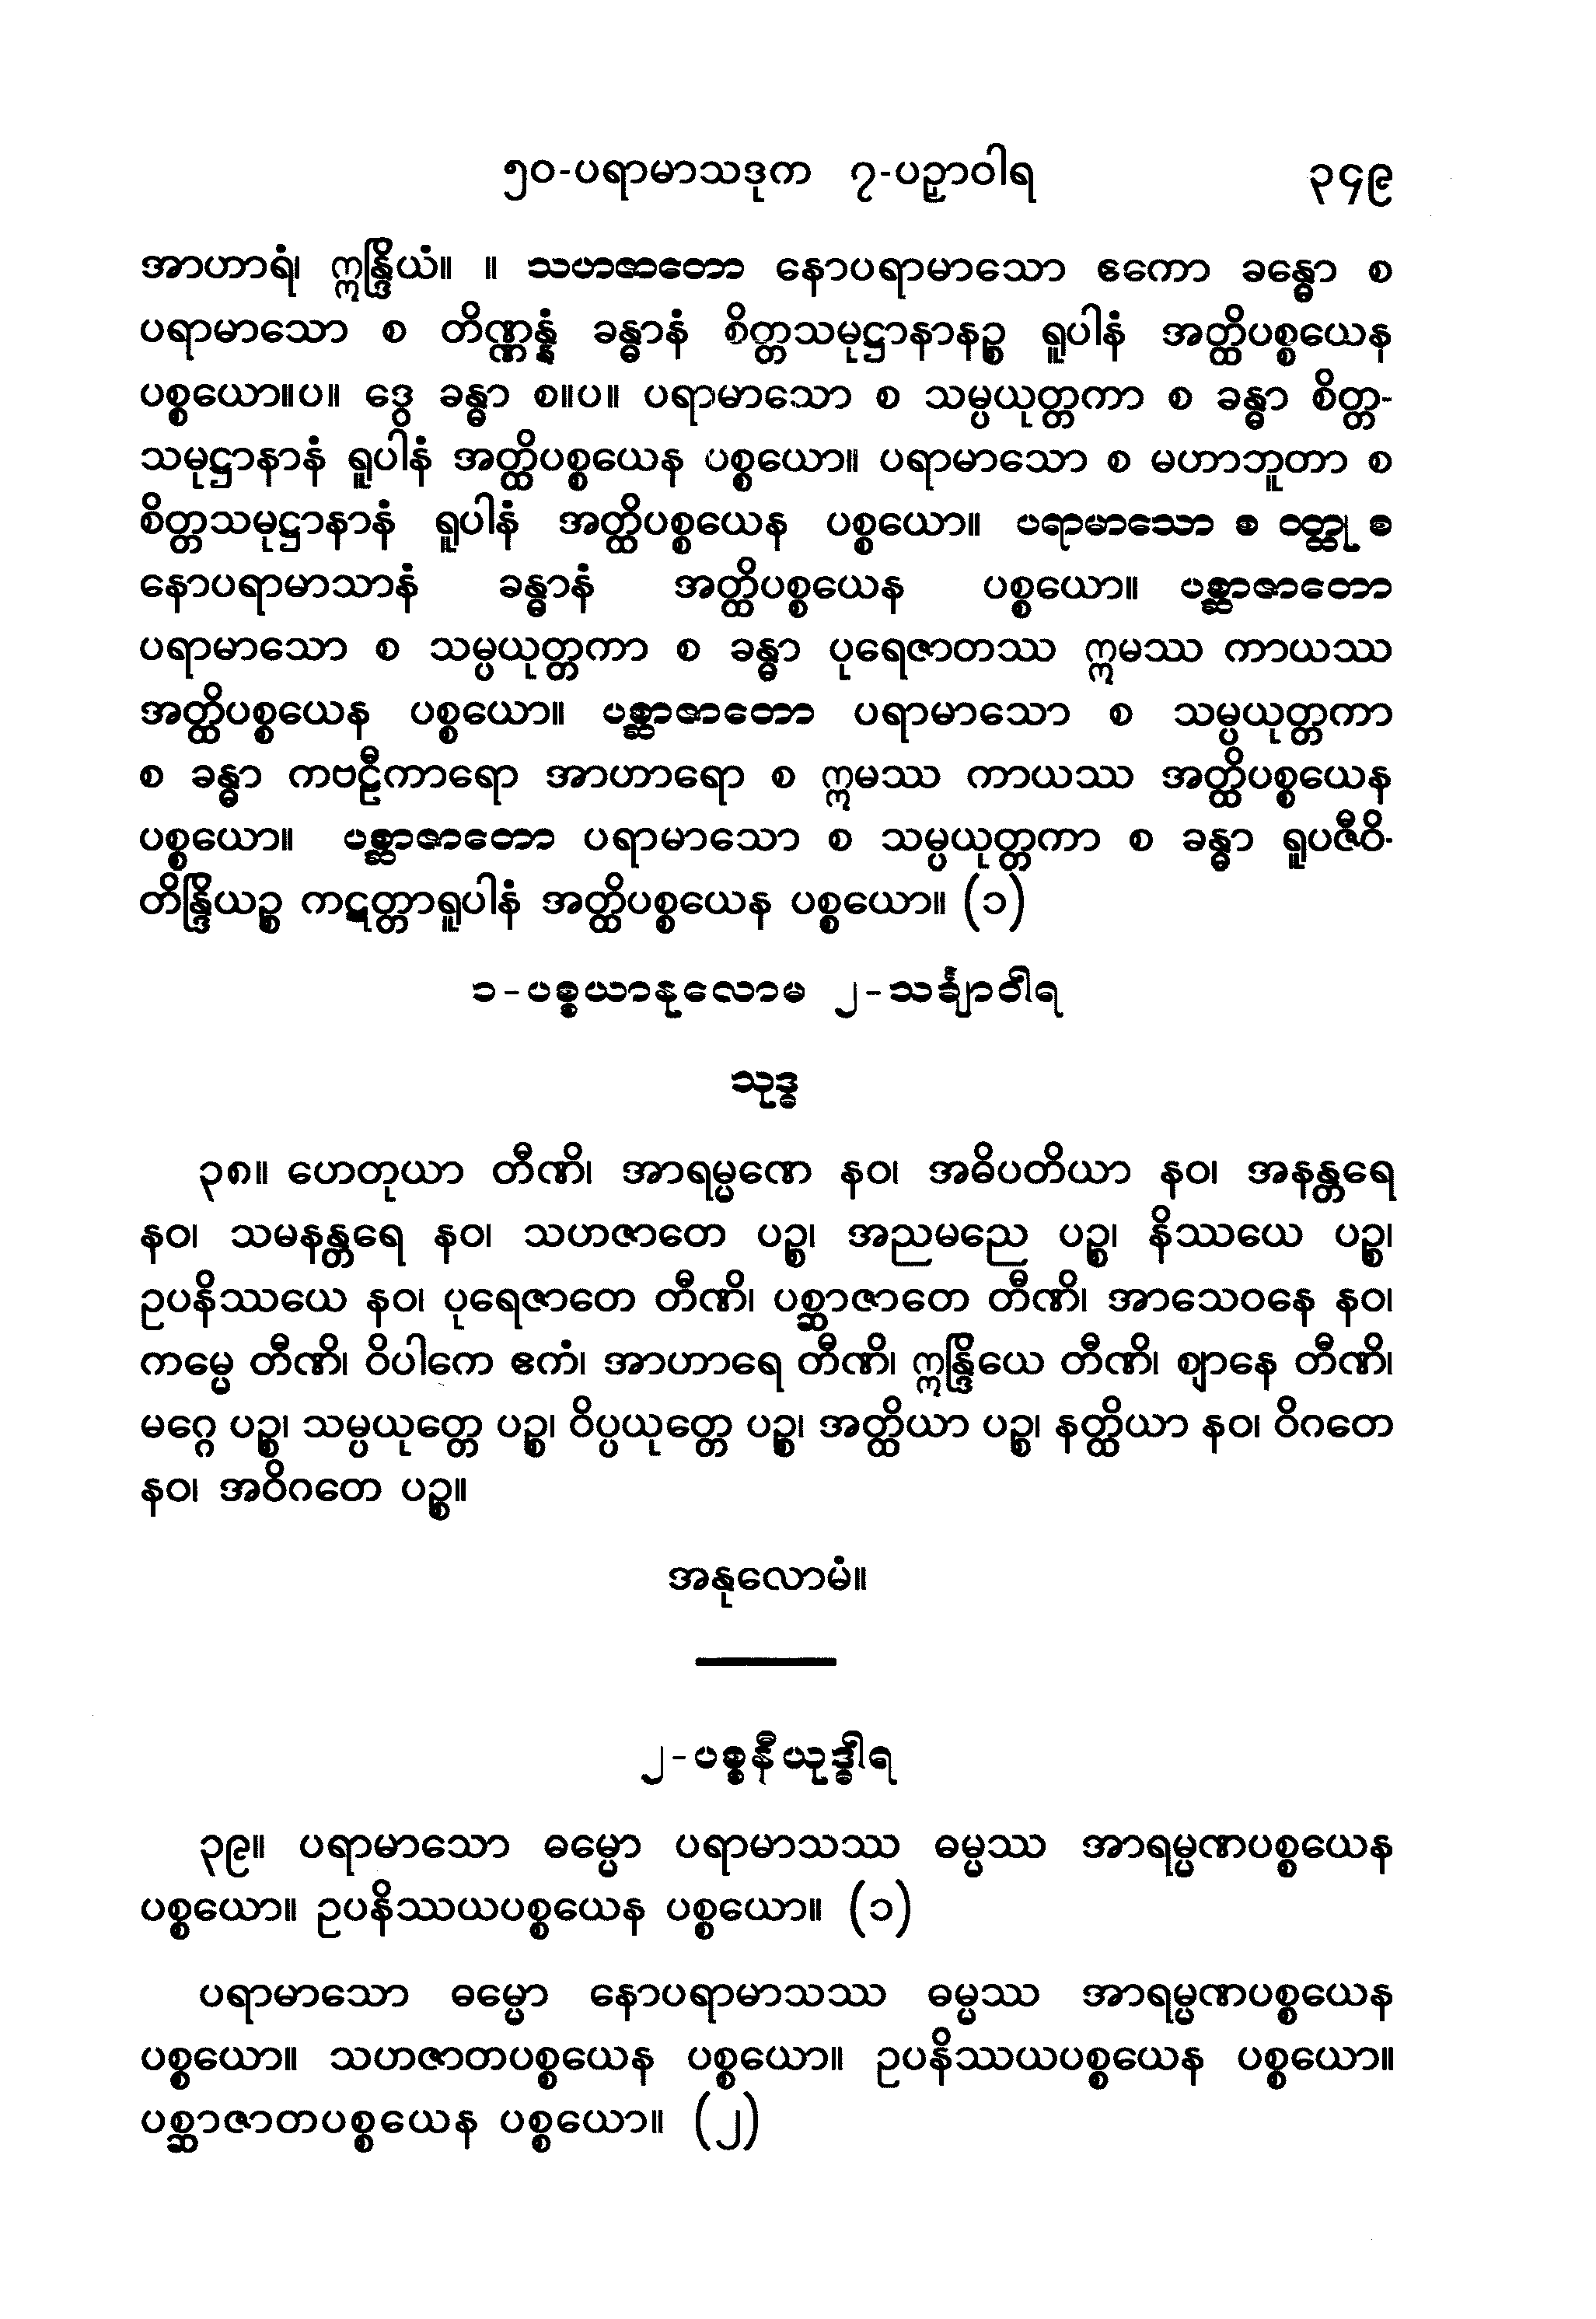 ၅၀-ပရာမာသဒုက ၇-ပဉှာဝါရ ၃၄၉
အာဟာရံ၊ ဣန္ဒြိယံ။ ။ သဟဇာတော နောပရာမာသော ဧကော ခန္ဓော စ
ပရာမာသော စ တိဏ္ဏန္နံ ခန္ဓာနံ စိတ္တသမုဋ္ဌာနာနဉ္စ ရူပါနံ အတ္ထိပစ္စယေန
ပစ္စယော။ပ။ ဒွေ ခန္ဓာ စ။ပ။ ပရာမာသော စ သမ္ပယုတ္တကာ စ ခန္ဓာ စိတ္တ-
သမုဋ္ဌာနာနံ ရူပါနံ အတ္ထိပစ္စယေန ပစ္စယော။ ပရာမာသော စ မဟာဘူတာ စ
စိတ္တသမုဋ္ဌာနာနံ ရူပါနံ အတ္ထိပစ္စယေန ပစ္စယော။ ပရာမာသော စ ဝတ္ထု စ
နောပရာမာသာနံ ခန္ဓာနံ အတ္ထိပစ္စယေန ပစ္စယော။ ပစ္ဆာဇာတော
ပရာမာသော စ သမ္ပယုတ္တကာ စ ခန္ဓာ ပုရေဇာတဿ ဣမဿ ကာယဿ
အတ္ထိပစ္စယေန ပစ္စယော။ ပစ္ဆာဇာတော ပရာမာသော စ သမ္ပယုတ္တကာ
စ ခန္ဓာ ကဗဠီကာရော အာဟာရော စ ဣမဿ ကာယဿ အတ္ထိပစ္စယေန
ပစ္စယော။ ပစ္ဆာဇာတော ပရာမာသော စ သမ္ပယုတ္တကာ စ ခန္ဓာ ရူပဇီဝိ-
တိန္ဒြိယဉ္စ ကဋတ္တာရူပါနံ အတ္ထိပစ္စယေန ပစ္စယော။ (၁)
၁-ပစ္စယာနုလောမ ၂-သင်္ချာဝါရ
သုဒ္ဓ
၃၈။ ဟေတုယာ တီဏိ၊ အာရမ္မဏေ နဝ၊ အဓိပတိယာ နဝ၊ အနန္တရေ
နဝ၊ သမနန္တရေ နဝ၊ သဟဇာတေ ပဉ္စ၊ အညမညေ ပဉ္စ၊ နိဿယေ ပဉ္စ၊
ဥပနိဿယေ နဝ၊ ပုရေဇာတေ တီဏိ၊ ပစ္ဆာဇာတေ တီဏိ၊ အာသေဝနေ နဝ၊
ကမ္မေ တီဏိ၊ ဝိပါကေ ဧကံ၊ အာဟာရေ တီဏိ၊ ဣန္ဒြိယေ တီဏိ၊ ဈာနေ တီဏိ၊
မဂ္ဂေ ပဉ္စ၊ သမ္ပယုတ္တေ ပဉ္စ၊ ဝိပ္ပယုတ္တေ ပဉ္စ၊ အတ္ထိယာ ပဉ္စ၊ နတ္ထိယာ နဝ၊ ဝိဂတေ
နဝ၊ အဝိဂတေ ပဉ္စ။
အနုလောမံ။
၂-ပစ္စနီယုဒ္ဓါရ
၃၉။ ပရာမာသော ဓမ္မော ပရာမာသဿ ဓမ္မဿ အာရမ္မဏပစ္စယေန
ပစ္စယော။ ဥပနိဿယပစ္စယေန ပစ္စယော။ (၁)
ပရာမာသော ဓမ္မော နောပရာမာသဿ ဓမ္မဿ အာရမ္မဏပစ္စယေန
ပစ္စယော။ သဟဇာတပစ္စယေန ပစ္စယော။ ဥပနိဿယပစ္စယေန ပစ္စယော။
ပစ္ဆာဇာတပစ္စယေန ပစ္စယော။ (၂)